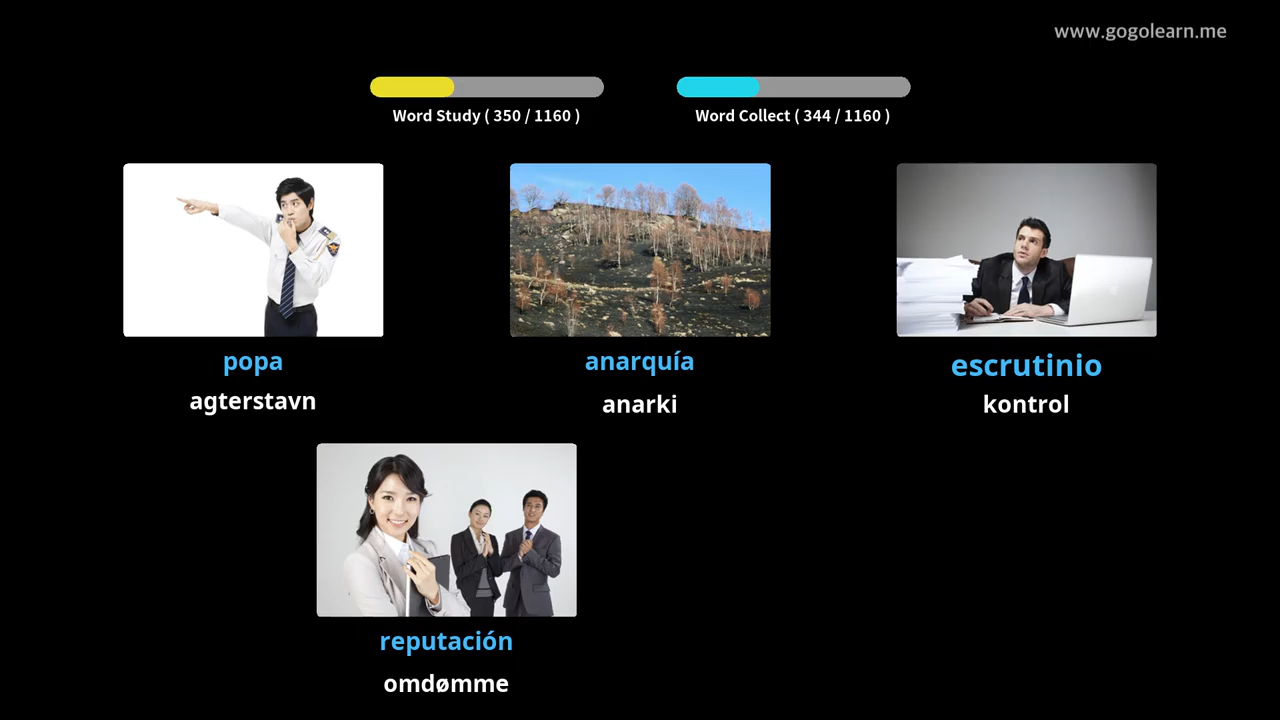 www.gogolearn.me
Word Study ( 350 / 1160 )
Word Collect ( 344 / 1160 )
popa
agterstavn
anarquía
anarki
escrutinio
kontrol
reputación
omdømme